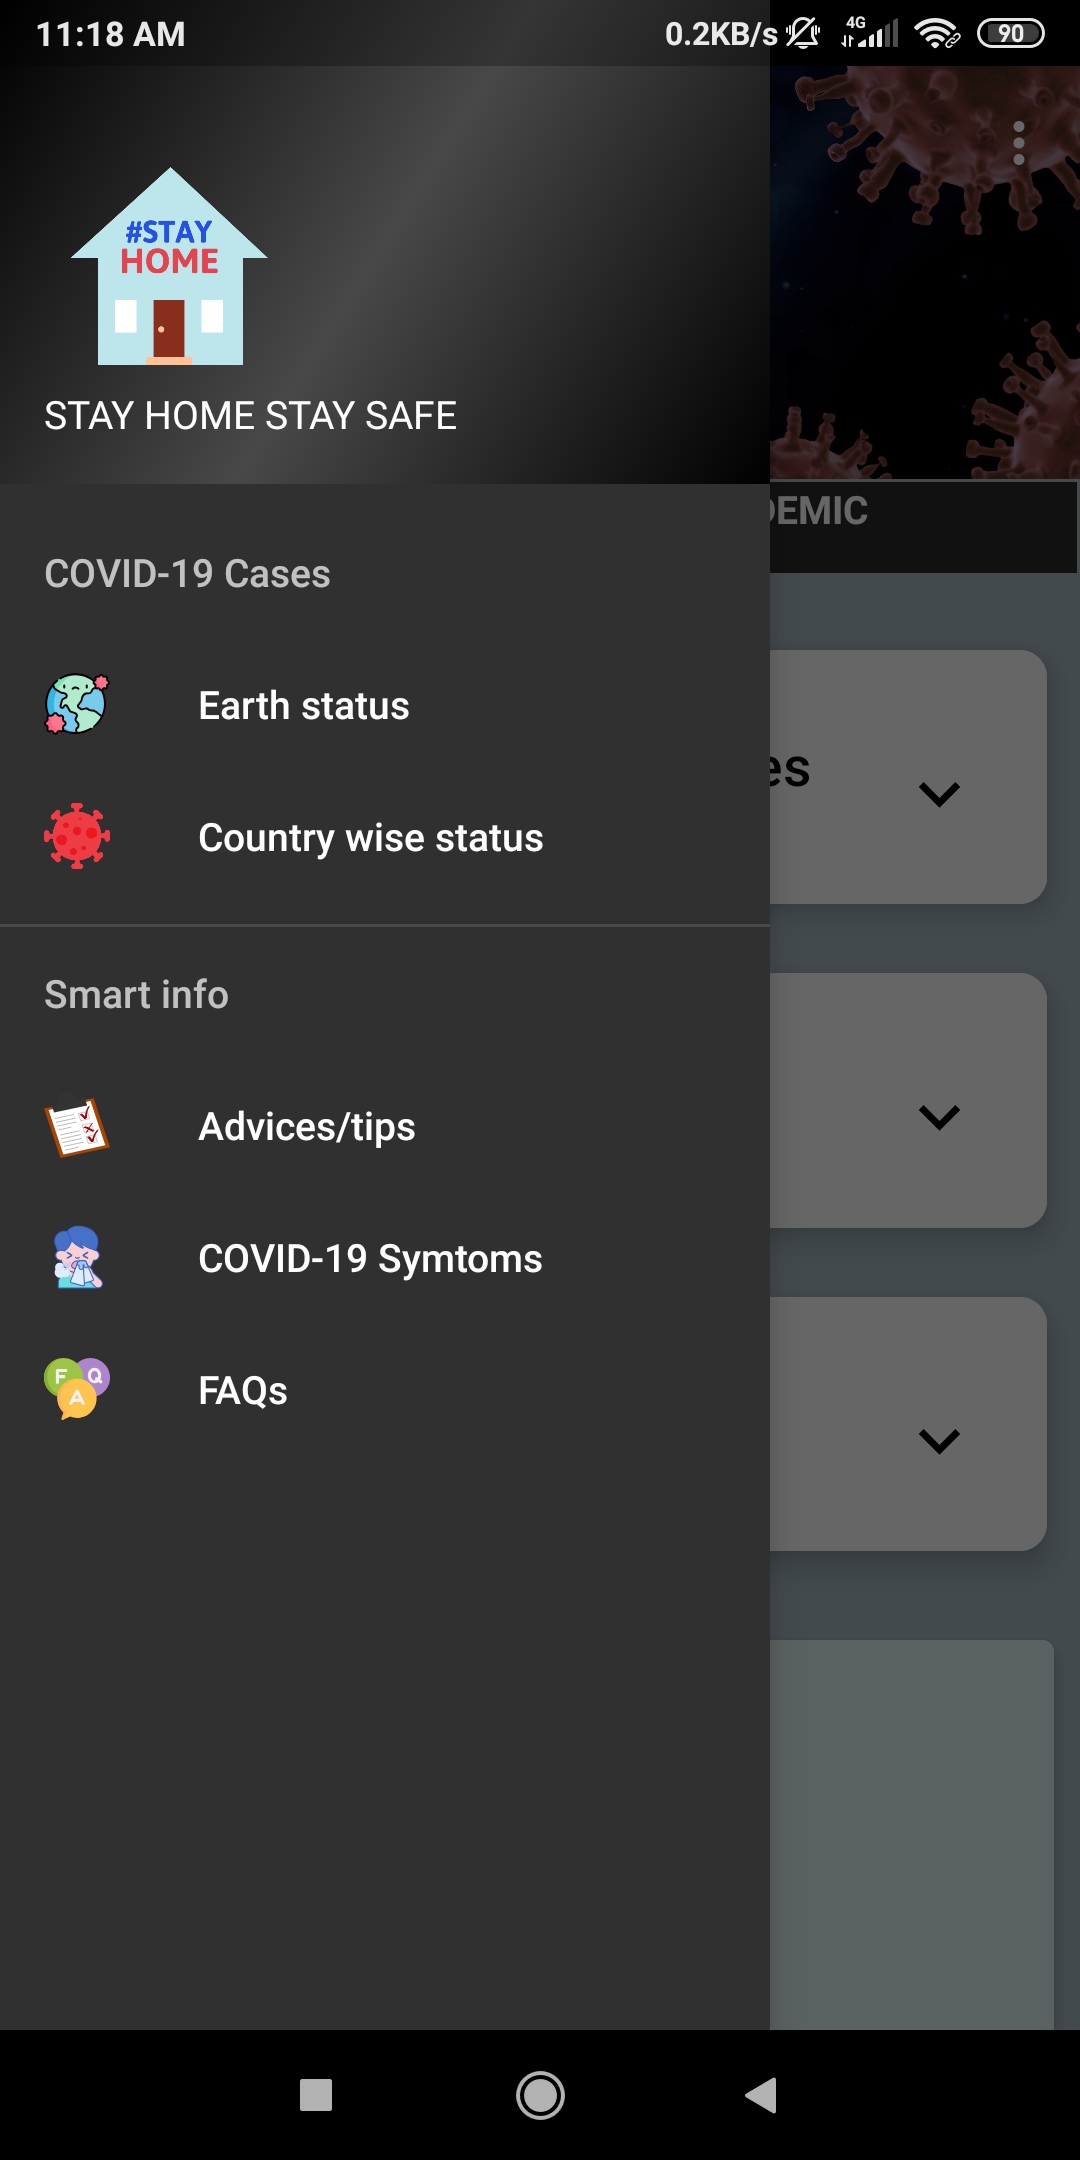 11:18 AM 0.2KB/s 4G 90
#STAY
HOME
STAY HOME STAY SAFE
DEMIC
COVID-19 Cases
Earth status
es
Country wise status
Smart info
Advices/tips
COVID-19 Symtoms
F Q
A
FAQs